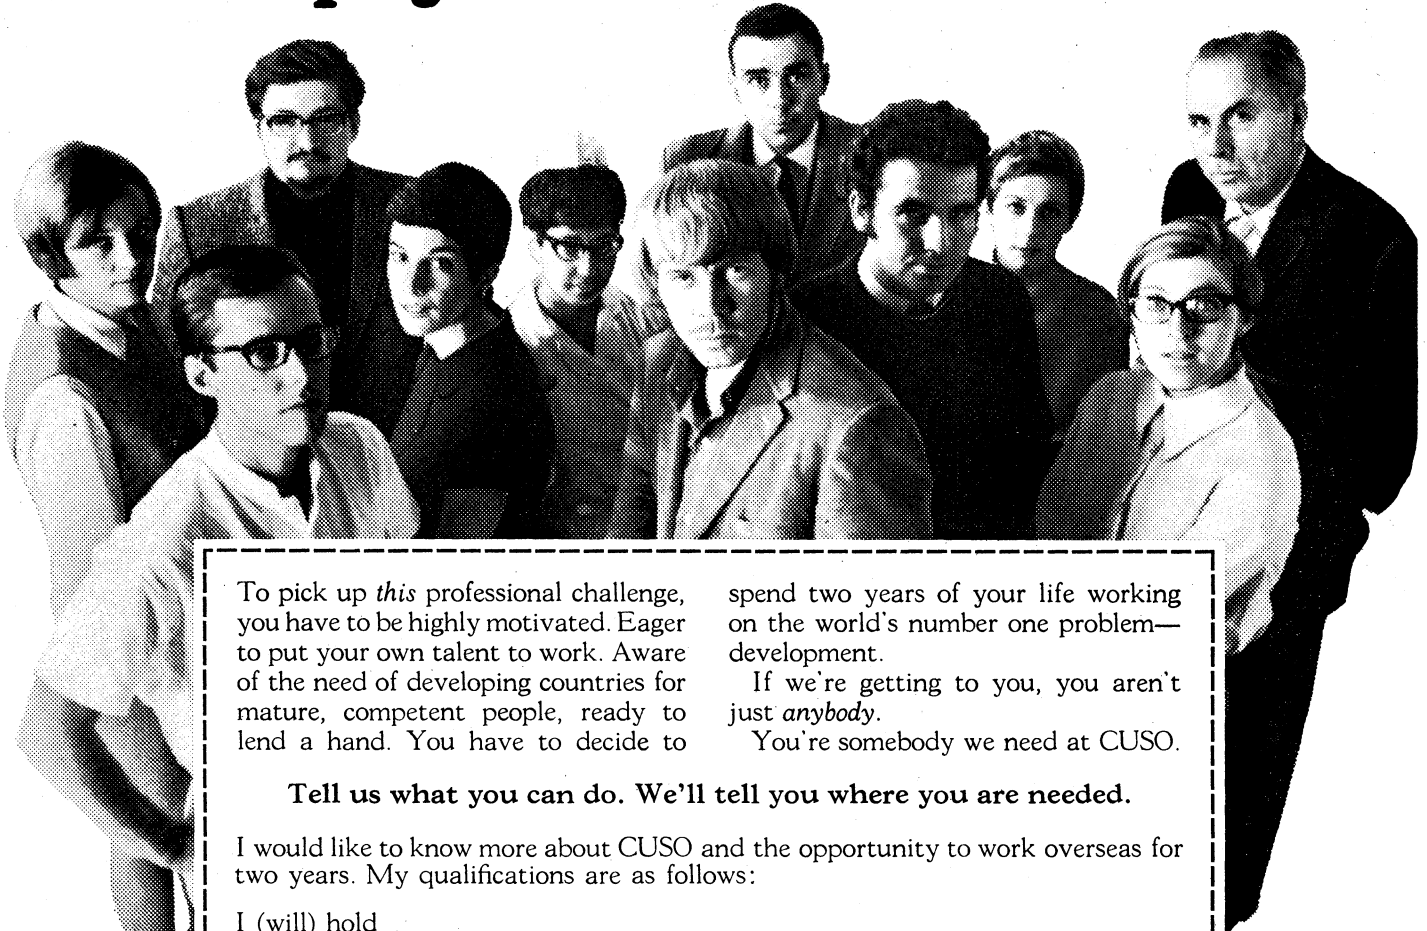 To pick up this professional challenge,
you have to be highly motivated. Eager
to put your own talent to work. Aware
of the need of developing countries for
mature, competent people, ready to
lend a hand. You have to decide to
spend two years of your life working
on the world's number one problem—
development.
If we're getting to you, you aren't
just anybody.
You're somebody we need at CUSO.
Tell us what you can do. We'll tell you where you are needed.
I would like to know more about CUSO and the opportunity to work overseas for
two years. My qualifications are as follows:
I (will) hold